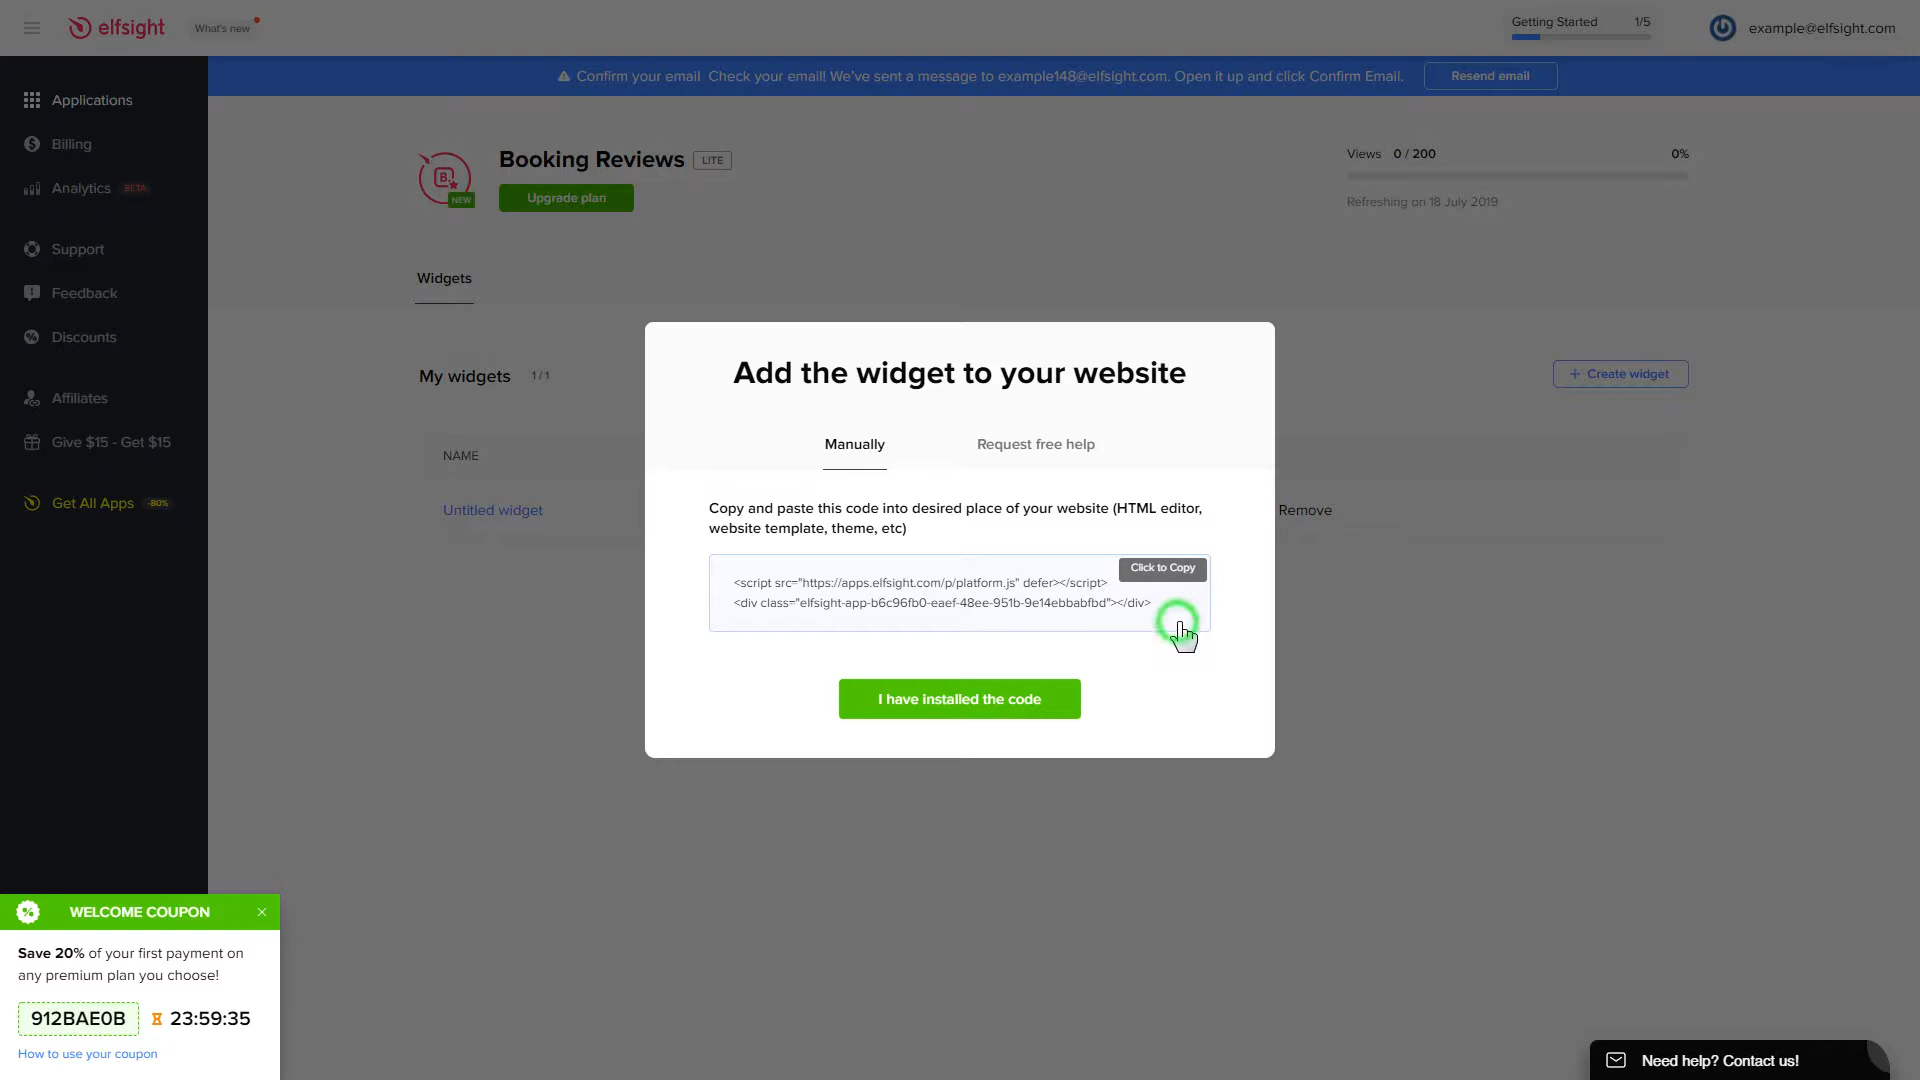 elfsight
What's new
Getting Started 1/5
example@elfsight.com
Confirm your email Check your email! We've sent a message to example148@elfsight.com. Open it up and click Confirm Email.
Resend email
Applications
Billing
Analytics BETA
Support
Feedback
Discounts
Affiliates
Give $15 - Get $15
Get All Apps -80%
B.
NEW
Booking Reviews LITE
Upgrade plan
Views 0 / 200 0%
Refreshing on 18 July 2019
Widgets
My widgets 1/1
+ Create widget
NAME
Untitled widget
Remove
Add the widget to your website
Manually
Request free help
Copy and paste this code into desired place of your website (HTML editor,
website template, theme, etc)
Click to Copy
<script src="https://apps.elfsight.com/p/platform.js" defer></script>
<div class="elfsight-app-b6c96fb0-eaef-48ee-951b-9e14ebbabfbd"></div>
I have installed the code
WELCOME COUPON
Save 20% of your first payment on
any premium plan you choose!
912BAE0B 23:59:35
How to use your coupon
Need help? Contact us!